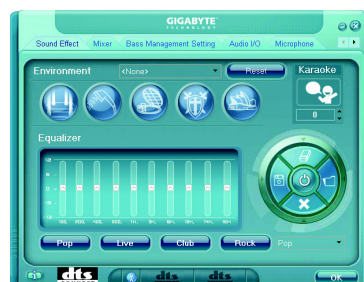 GIGABYTE
TECHNOLOGY
Sound Effect Mixer Bass Management Setting Audio I/O Microphone
Environment <None> Reset Karaoke
0
Equalizer
Pop Live Club Rock Pop
dts dts dts
OK